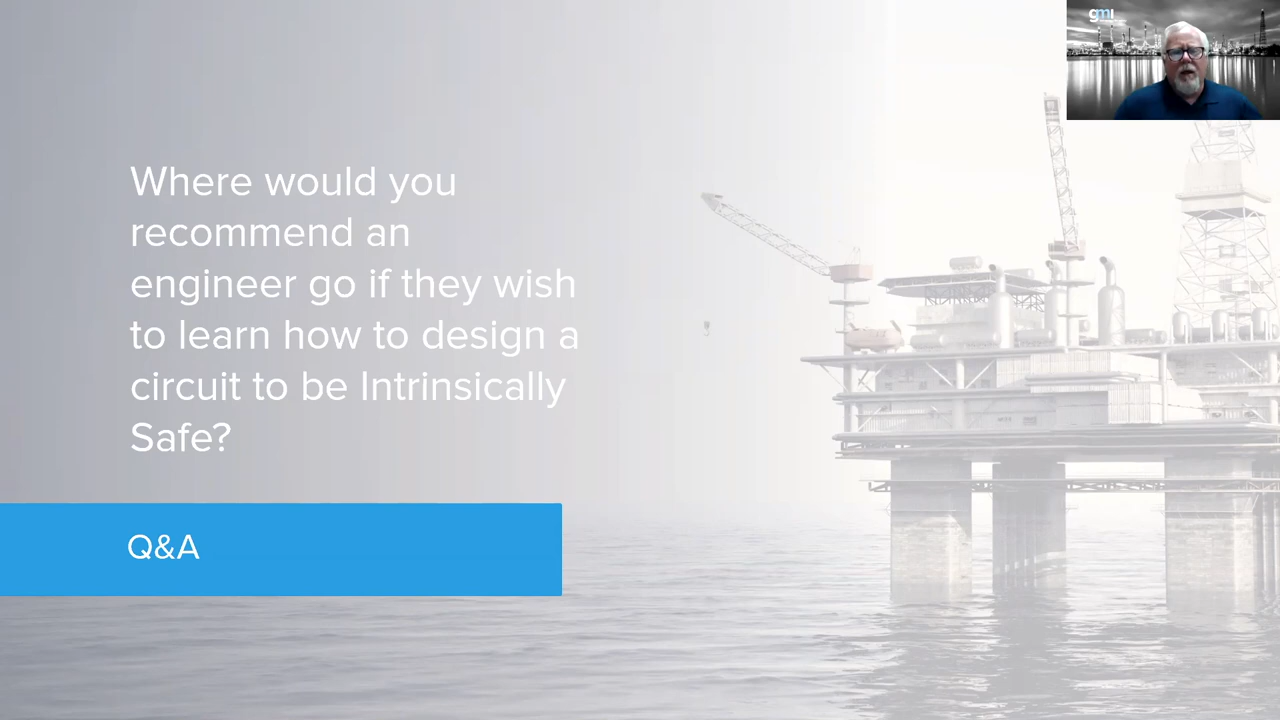 gmi
Where would you
recommend an
engineer go if they wish
to learn how to design a
circuit to be Intrinsically
Safe?
Q&A